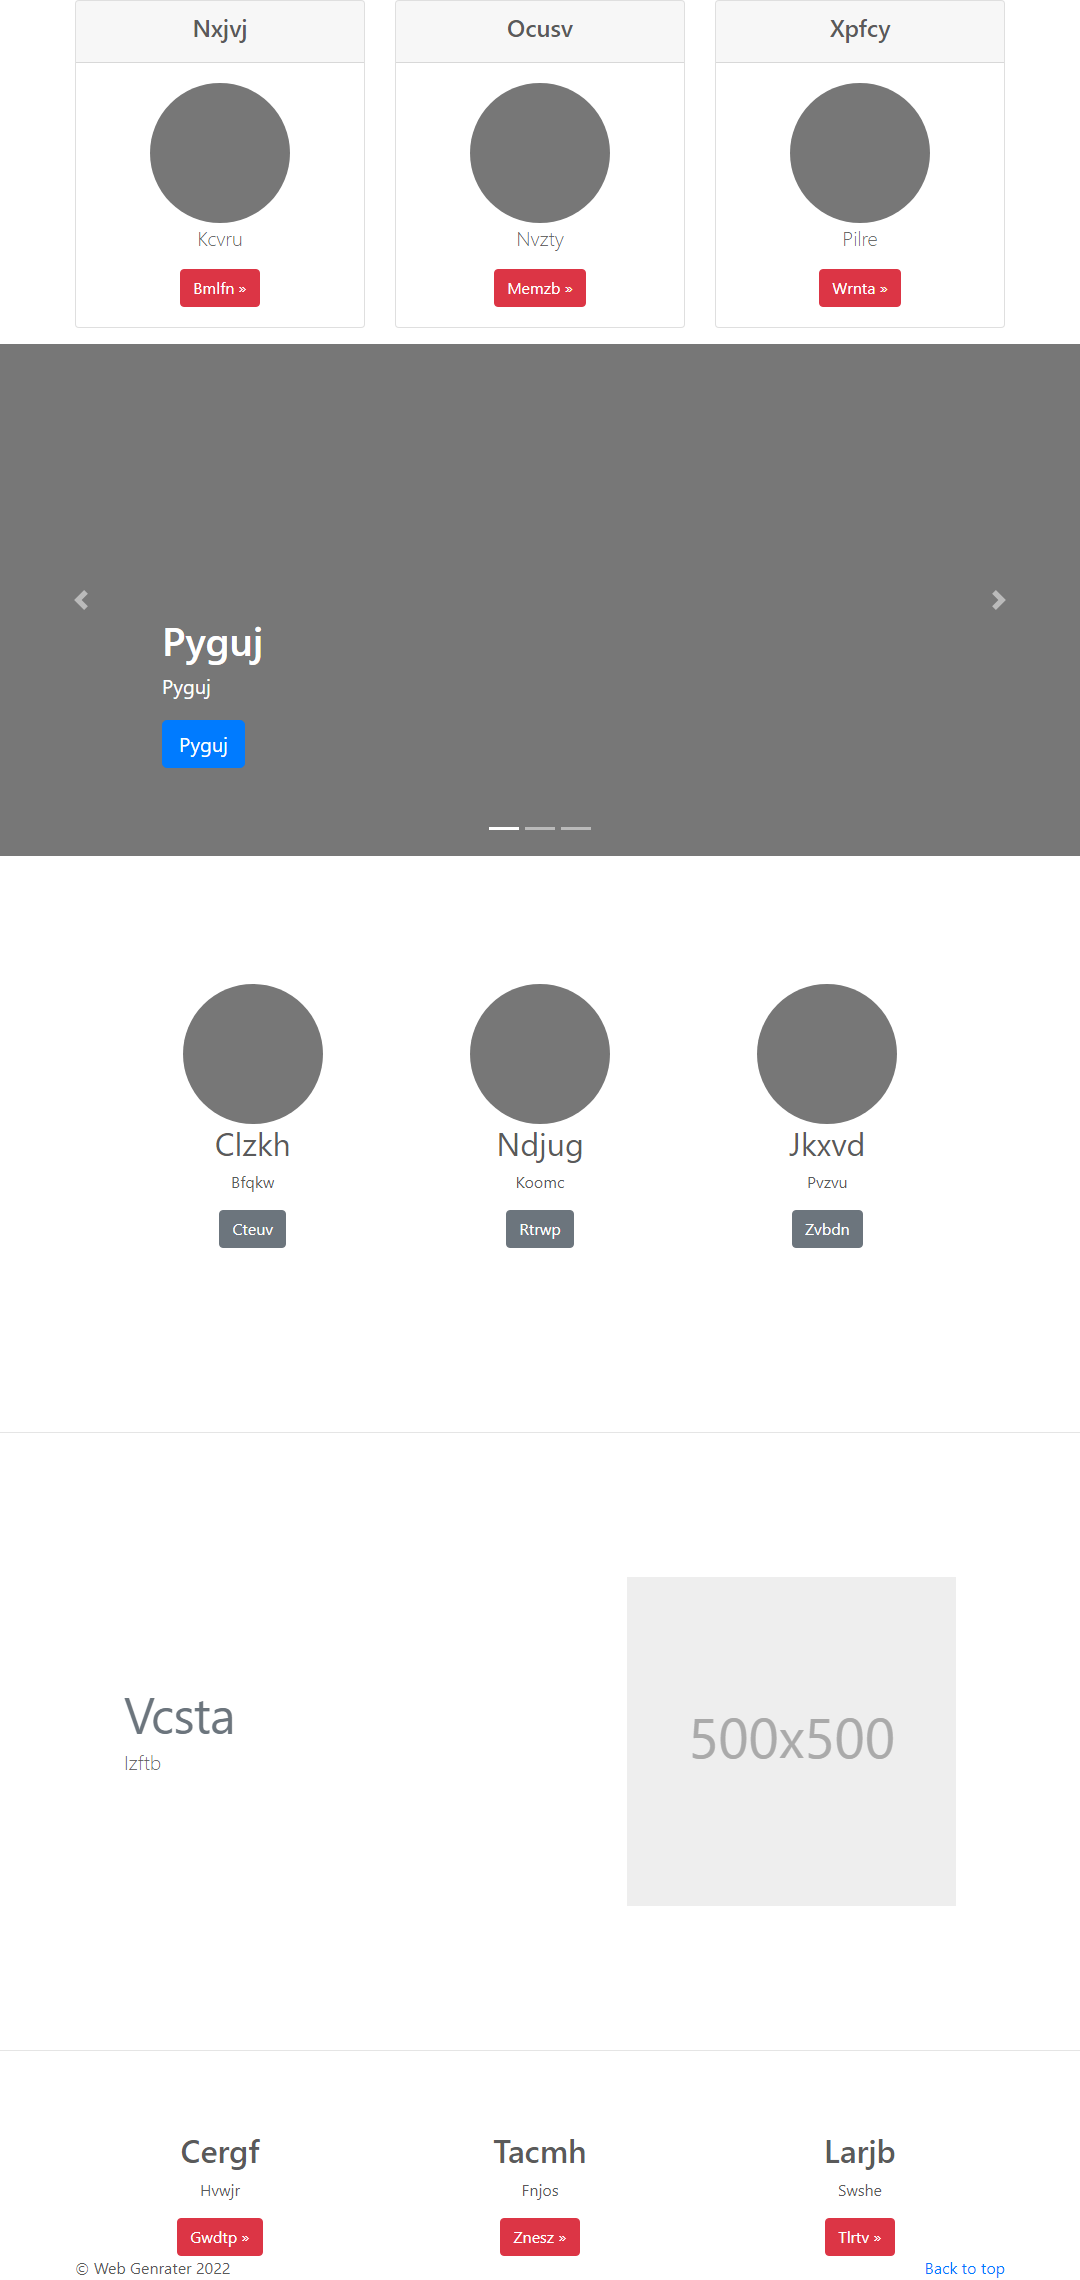 Nxjvj
Ocusv
Xpfcy
Kcvru
Nvzty
Pilre
Bmlfn »
Memzb »
Wrnta »
Pyguj
Pyguj
Pyguj
Clzkh
Ndjug
Jkxvd
Bfqkw
Koomc
Pvzvu
Cteuv
Rtrwp
Zvbdn
Vcsta
Izftb
500x500
Cergf
Tacmh
Larjb
Hvwjr
Fnjos
Swshe
Gwdtp »
Znesz »
Tlrtv »
© Web Genrater 2022
Back to top